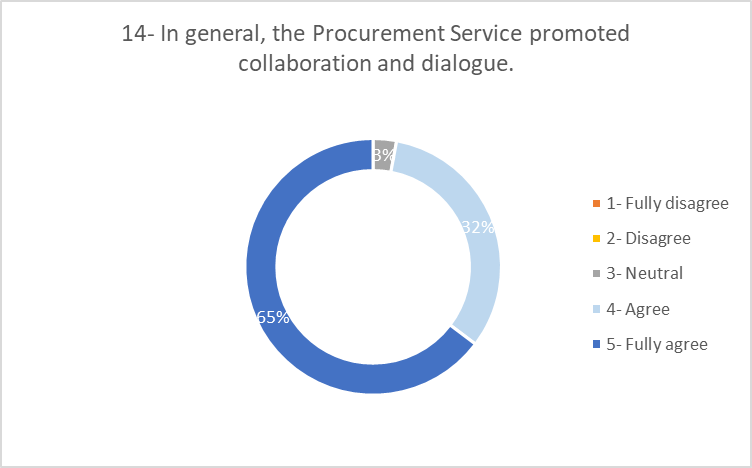 14- In general, the Procurement Service promoted
collaboration and dialogue.
3%
32%
65%
1- Fully disagree
2- Disagree
3- Neutral
4- Agree
5- Fully agree